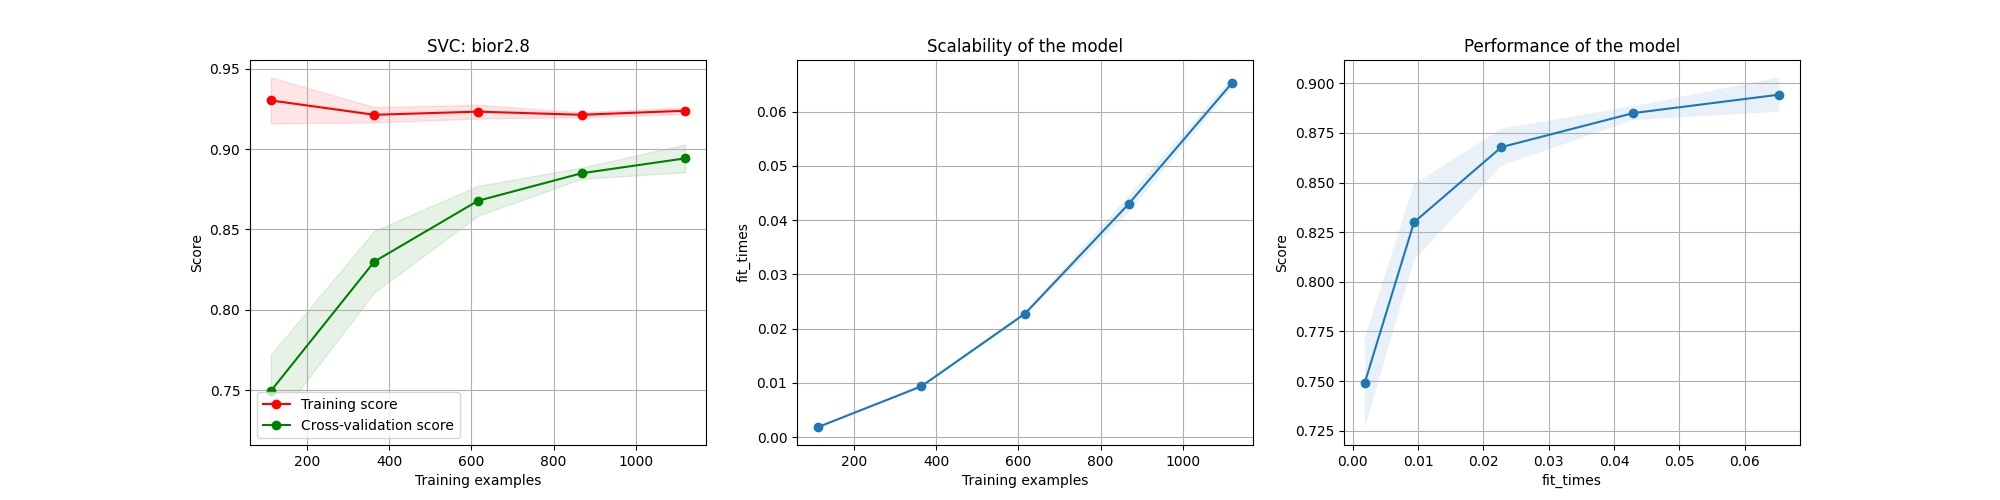 SVC: bior2.8
0.95
0.90
0.85
0.80
0.75
Score
Training score
Cross-validation score
200 400 600 800 1000
Training examples
Scalability of the model
0.06
0.05
0.04
0.03
0.02
0.01
0.00
fit_times
200 400 600 800 1000
Training examples
Performance of the model
0.900
0.875
0.850
0.825
0.800
0.775
0.750
0.725
Score
0.00 0.01 0.02 0.03 0.04 0.05 0.06
fit_times